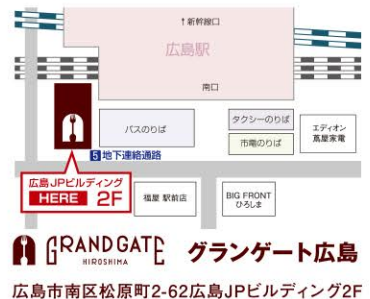 ↑新幹線口
広島駅
南口
バスのりば
タクシーのりば
市電のりば
エディオン
蔦屋家電
5 地下連絡通路
広島JPビルディング
HERE 2F
福屋 駅前店
BIG FRONT
ひろしま
GRAND GATE
HIROSHIMA
グランゲート広島
広島市南区松原町2-62広島JPビルディング2F